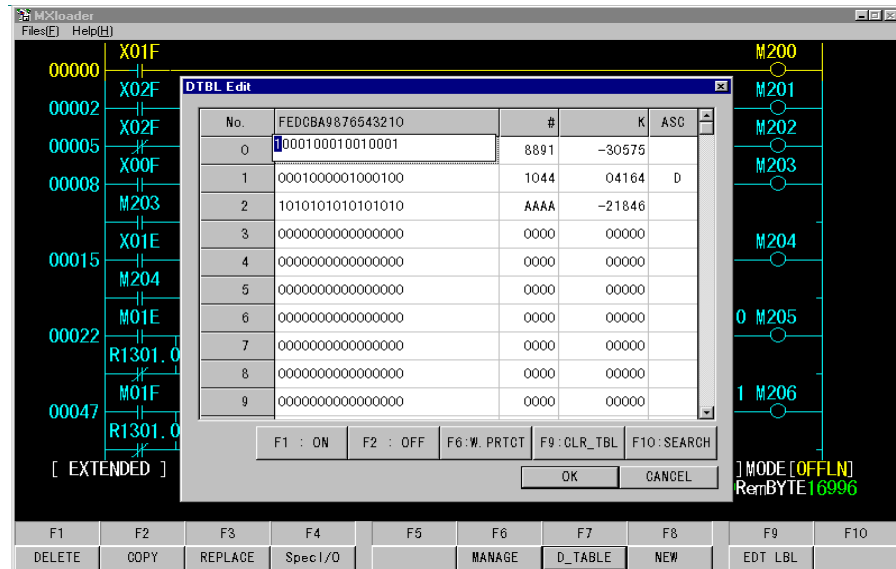 MXloader
Files(F) Help(H)
X01F M200
00000
X02F M201
00002
X02F M202
00005
X00F M203
00008
M203
X01E M204
00015
M204
M01E 0 M205
00022
R1301.0
M01F 1 M206
00047
R1301.0
[ EXTENDED ] ]MODE[OFFLN]
RemBYTE16996
DTBL Edit
No. FEDCBA9876543210 # K ASC
0 1000100010010001 8891 -30575
1 0001000001000100 1044 04164 D
2 1010101010101010 AAAA -21846
3 0000000000000000 0000 00000
4 0000000000000000 0000 00000
5 0000000000000000 0000 00000
6 0000000000000000 0000 00000
7 0000000000000000 0000 00000
8 0000000000000000 0000 00000
9 0000000000000000 0000 00000
F1 : ON F2 : OFF F6:W.PRTCT F9:CLR_TBL F10:SEARCH
OK CANCEL
F1 F2 F3 F4 F5 F6 F7 F8 F9 F10
DELETE COPY REPLACE SpecI/O MANAGE D_TABLE NEW EDT LBL